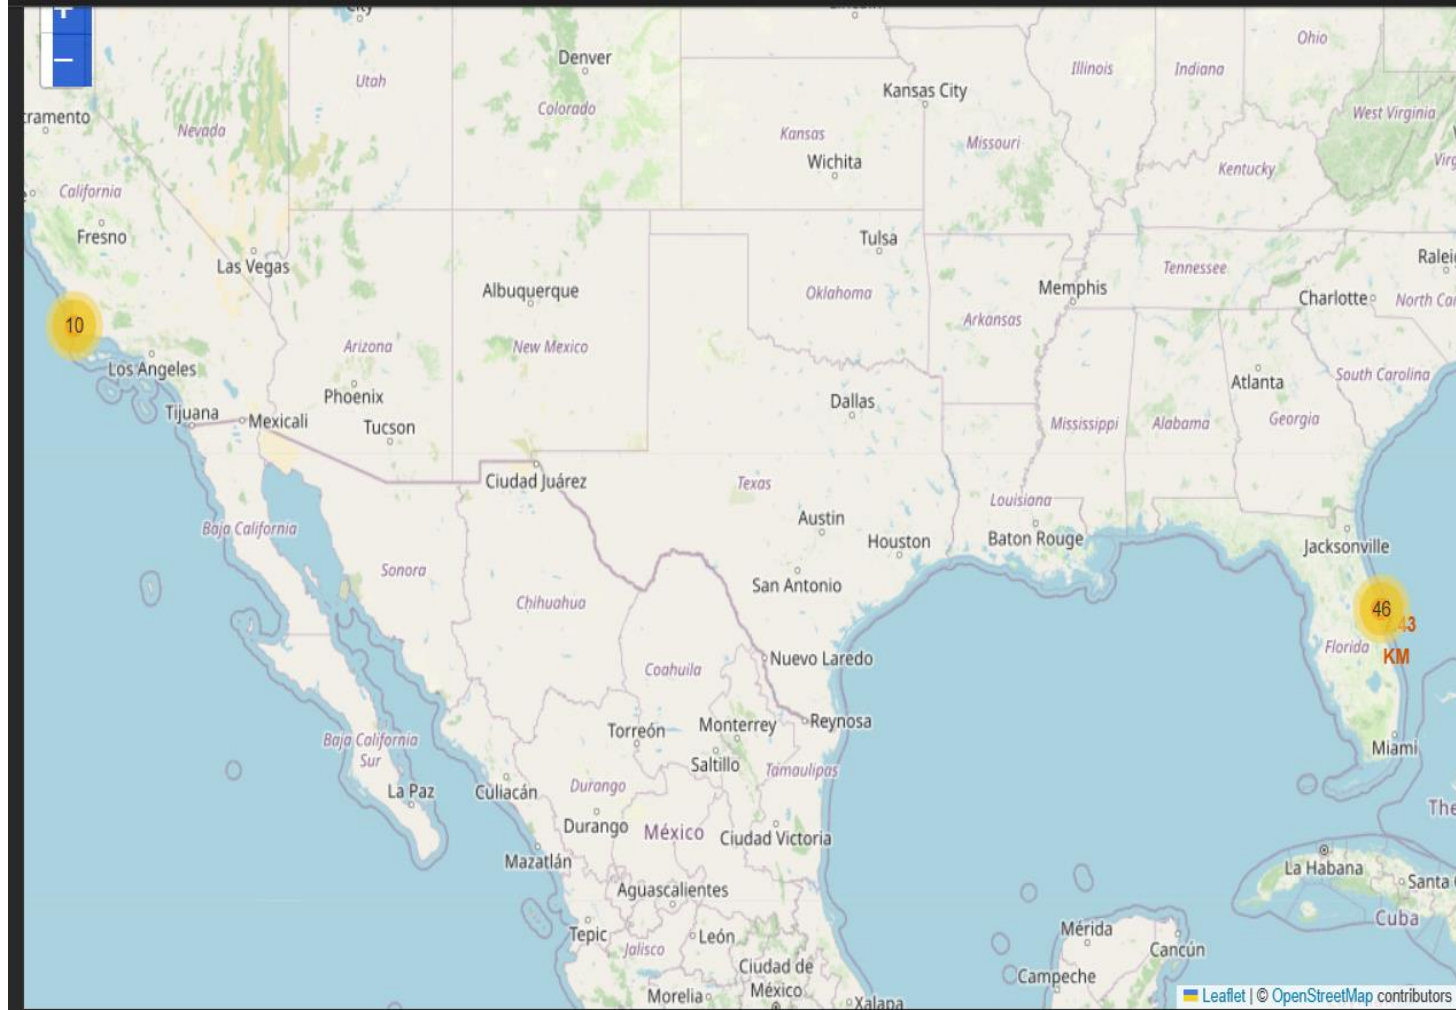 +
−
Denver
Ohio
Utah
Illinois
Indiana
Colorado
Kansas City
West Virginia
Nevada
Kansas
Missouri
Wichita
Kentucky
California
Fresno
Tulsa
Las Vegas
Tennessee
Albuquerque
Oklahoma
Memphis
Charlotte
10
Arkansas
Arizona
New Mexico
Los Angeles
South Carolina
Atlanta
Phoenix
Dallas
Tijuana
Mexicali
Tucson
Mississippi
Alabama
Georgia
Ciudad Juárez
Texas
Louisiana
Austin
Baja California
Houston
Baton Rouge
Jacksonville
Sonora
San Antonio
Chihuahua
46
43
KM
Florida
Coahuila
Nuevo Laredo
Reynosa
Torreón
Monterrey
Baja California
Sur
Miami
Saltillo
Tamaulipas
La Paz
Culiacán
Durango
Durango
México
Ciudad Victoria
Mazatlán
La Habana
Aguascalientes
Santa
Cuba
Tepic
León
Jalisco
Mérida
Cancún
Ciudad de
México
Campeche
Morelia
Xalapa
Leaflet | © OpenStreetMap contributors